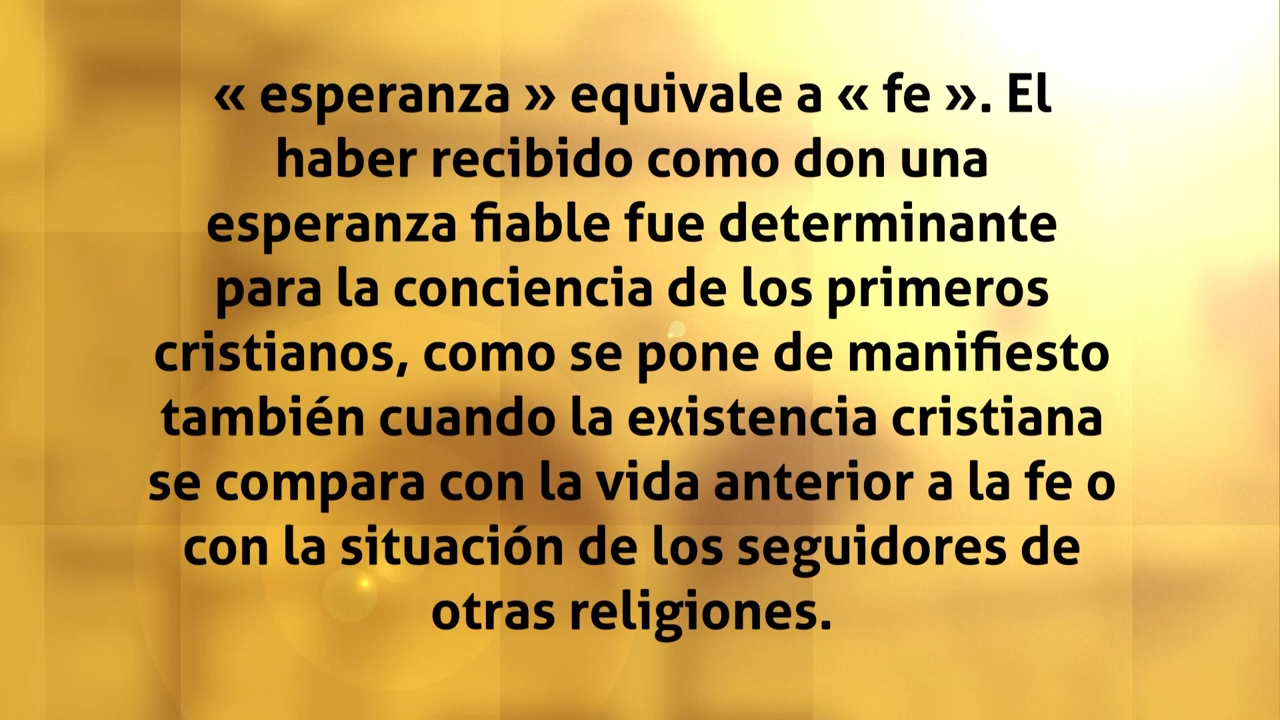 « esperanza » equivale a « fe ». El
haber recibido como don una
esperanza fiable fue determinante
para la conciencia de los primeros
cristianos, como se pone de manifiesto
también cuando la existencia cristiana
se compara con la vida anterior a la fe o
con la situación de los seguidores de
otras religiones.